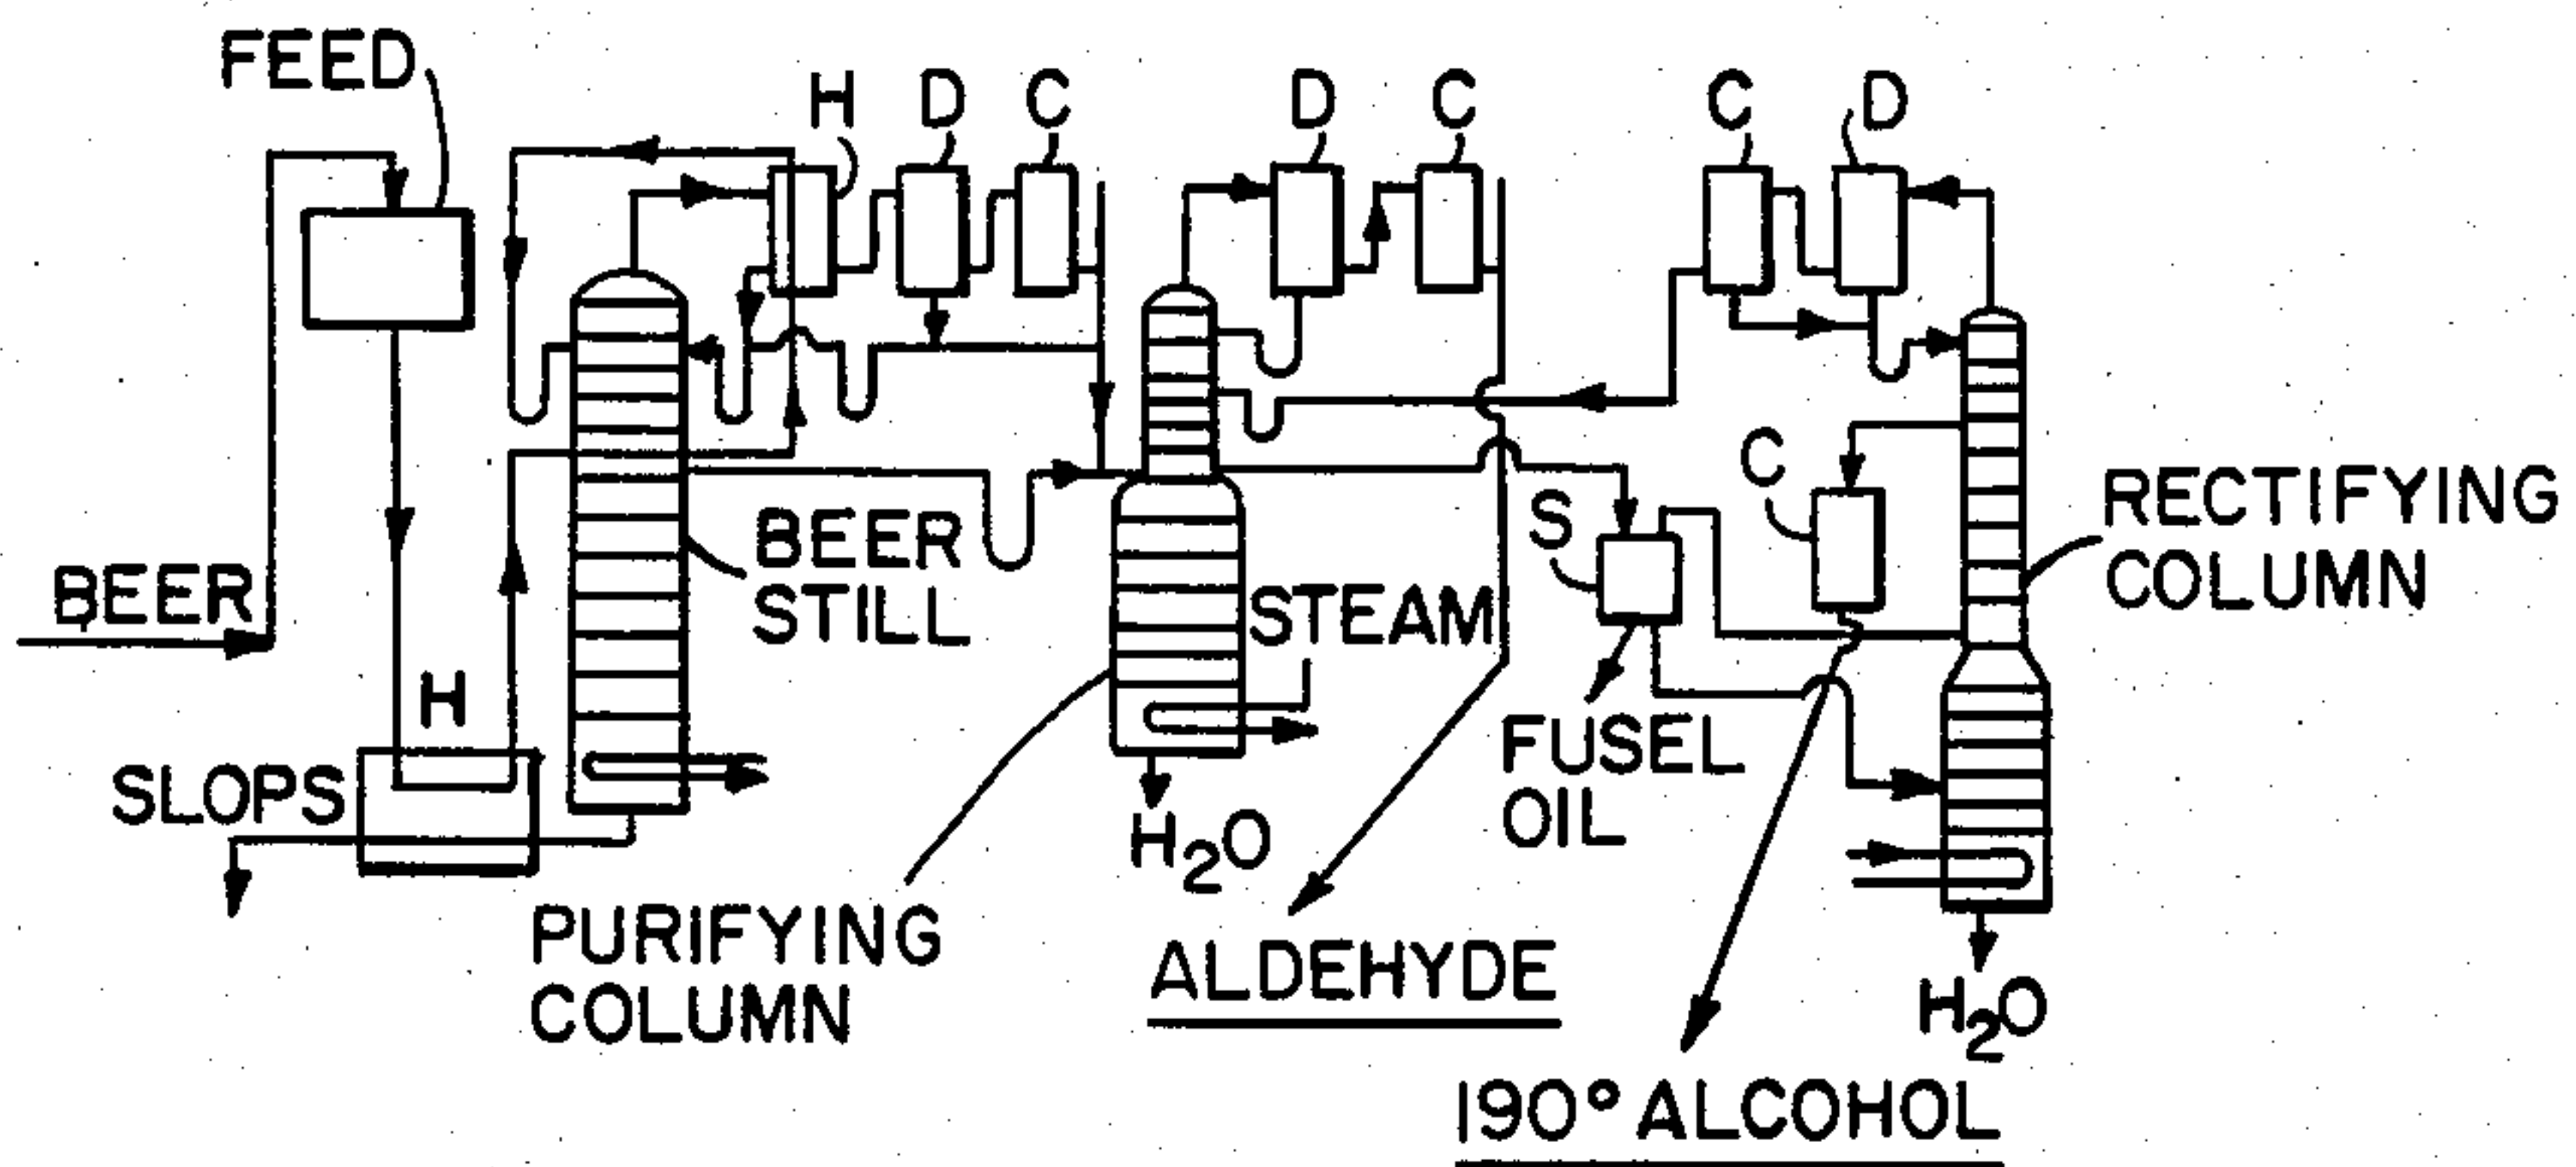 FEED
H
D
C
D
C
C
D
BEER
BEER
STILL
STEAM
S
C
RECTIFYING
COLUMN
H
SLOPS
FUSEL
OIL
H₂O
PURIFYING
COLUMN
ALDEHYDE
H₂O
190° ALCOHOL